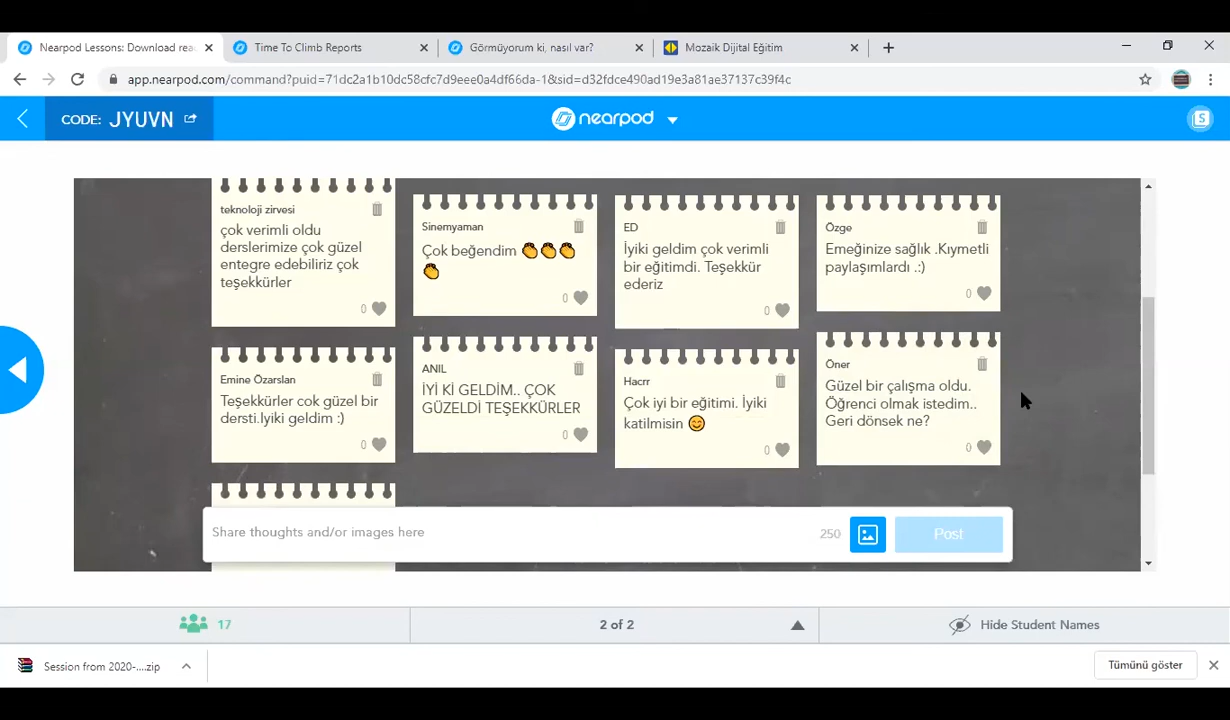 Nearpod Lessons: Download rea
Time To Climb Reports
Görmüyorum ki, nasıl var?
Mozaik Dijital Eğitim
app.nearpod.com/command?puid=71dc2a1b10dc58cfc7d9eee0a4df66da-1&sid=d32fdce490ad19e3a81ae37137c39f4c
CODE: JYUVN
nearpod
teknoloji zirvesi
çok verimli oldu
derslerimize çok güzel
entegre edebiliriz çok
teşekkürler
0
Sinemyaman
Çok beğendim 👏👏👏
👏
0
ED
İyiki geldim çok verimli
bir eğitimdi. Teşekkür
ederiz
0
Özge
Emeğinize sağlık .Kıymetli
paylaşımlardı .:)
0
Emine Özarslan
Teşekkürler cok güzel bir
dersti.Iyiki geldim :)
0
ANIL
İYİ Kİ GELDİM.. ÇOK
GÜZELDİ TEŞEKKÜRLER
0
Hacrr
Çok iyi bir eğitimi. İyiki
katilmisin 😊
0
Öner
Güzel bir çalışma oldu.
Öğrenci olmak istedim..
Geri dönsek ne?
0
Share thoughts and/or images here
250
Post
17
2 of 2
Hide Student Names
Session from 2020-....zip
Tümünü göster